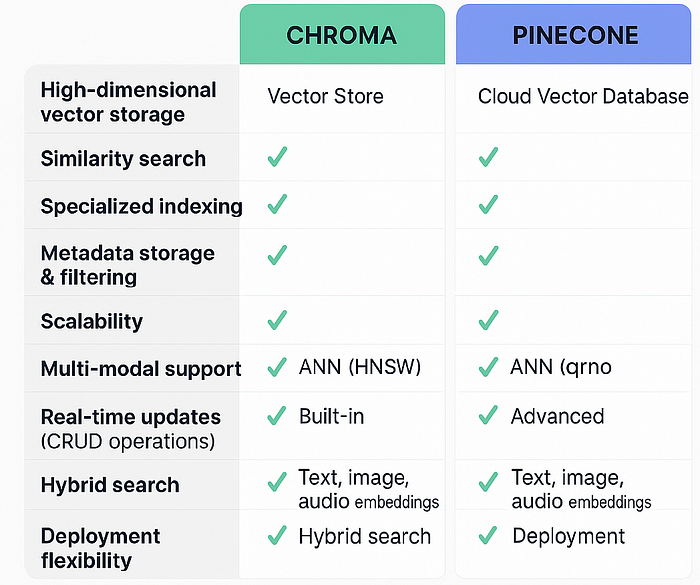 CHROMA
PINECONE
High-dimensional
vector storage
Vector Store
Cloud Vector Database
Similarity search
Specialized indexing
Metadata storage
& filtering
Scalability
Multi-modal support
ANN (HNSW)
ANN (qrno
Real-time updates
(CRUD operations)
Built-in
Advanced
Hybrid search
Text, image,
audio embeddings
Text, image,
audio embeddings
Deployment
flexibility
Hybrid search
Deployment